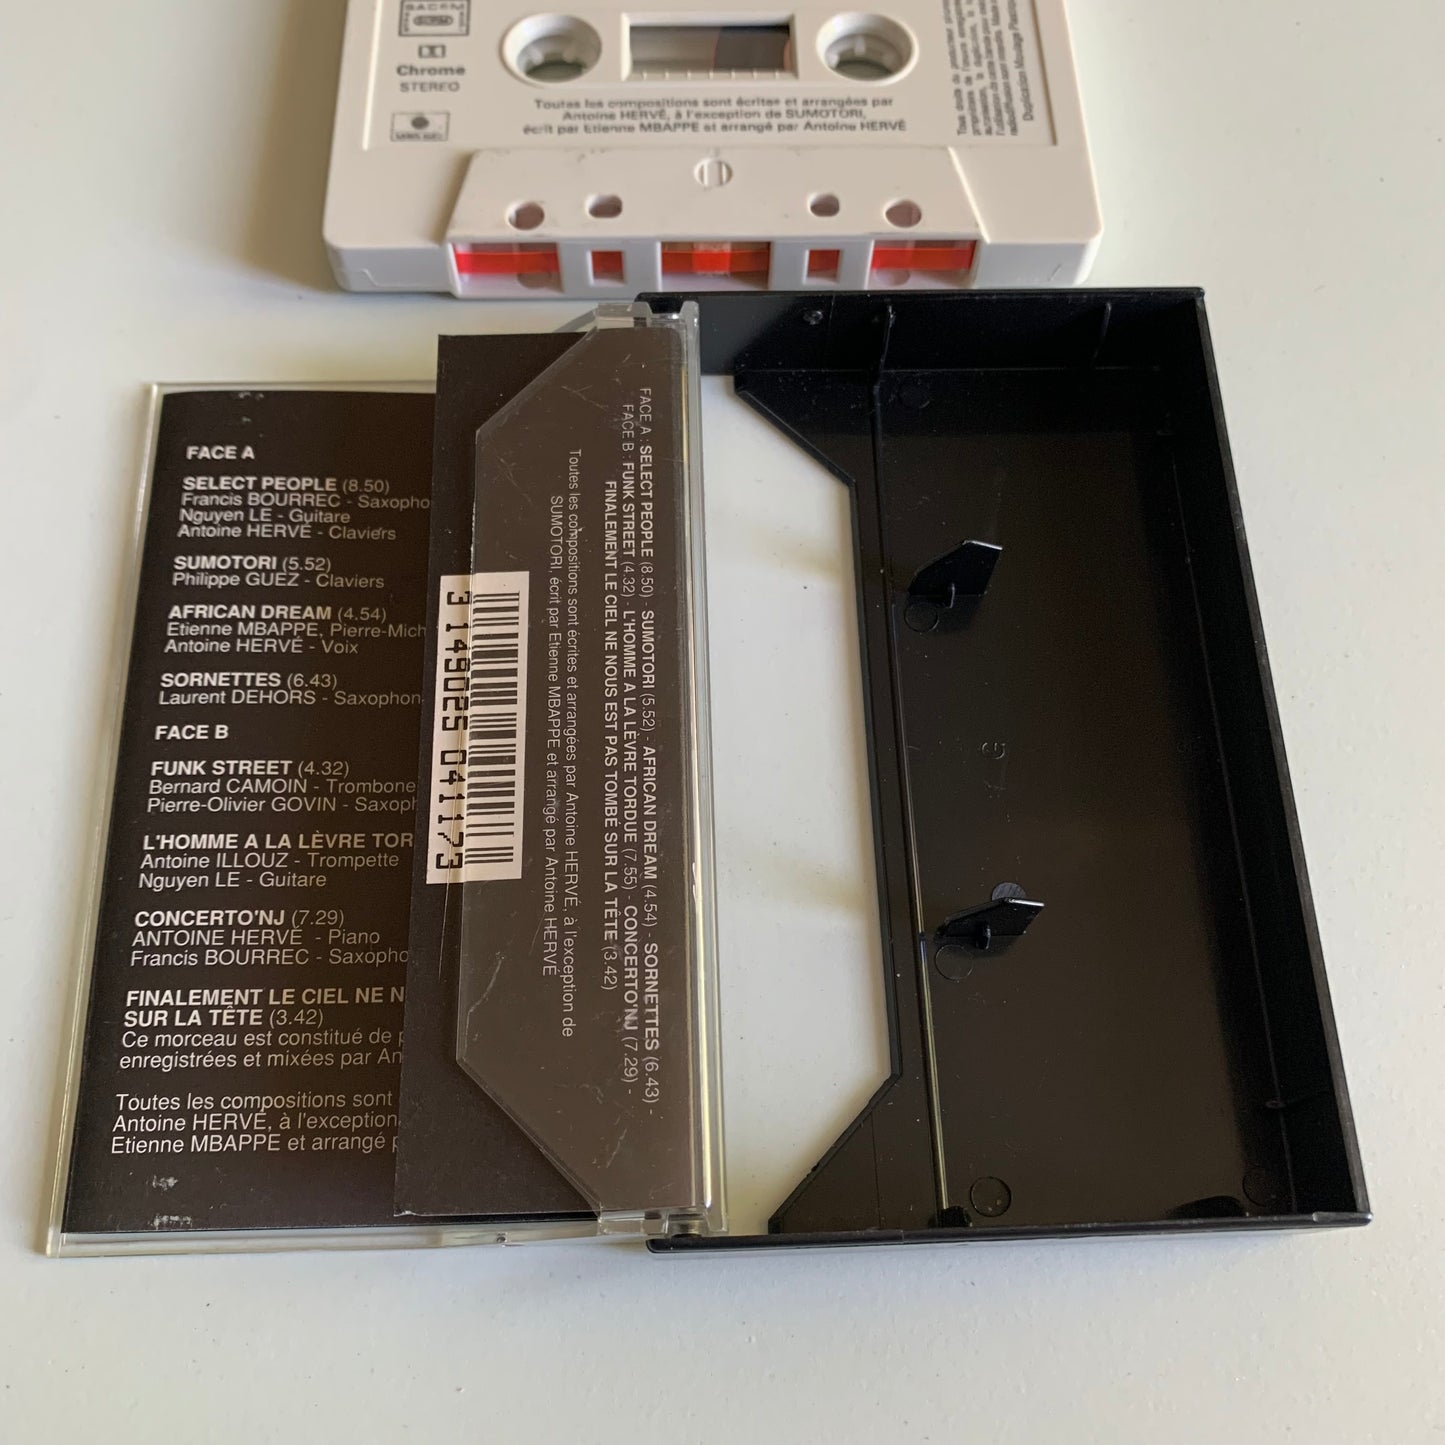 SACEM
Chrome
STEREO
Toutes les compositions sont écrites et arrangées par
Antoine HERVÉ, à l'exception de SUMOTORI,
écrit par Etienne MBAPPE et arrangé par Antoine HERVÉ
Tous droits du producteur
FACE A
SELECT PEOPLE (8.50)
Francis BOURREC - Saxopho
Nguyen LE - Guitare
Antoine HERVÉ - Claviers
SUMOTORI (5.52)
Philippe GUEZ - Claviers
AFRICAN DREAM (4.54)
Etienne MBAPPE, Pierre-Mich
Antoine HERVÉ - Voix
SORNETTES (6.43)
Laurent DEHORS - Saxophon
FACE B
FUNK STREET (4.32)
Bernard CAMOIN - Trombone
Pierre-Olivier GOVIN - Saxoph
L'HOMME A LA LÈVRE TOR
Antoine ILLOUZ - Trompette
Nguyen LE - Guitare
CONCERTO'NJ (7.29)
ANTOINE HERVÉ - Piano
Francis BOURREC - Saxopho
FINALEMENT LE CIEL NE N
SUR LA TÊTE (3.42)
Ce morceau est constitué de p
enregistrées et mixées par An
Toutes les compositions sont
Antoine HERVÉ, à l'exception
Etienne MBAPPE et arrangé p
FACE A : SELECT PEOPLE (8.50) - SUMOTORI (5.52) - AFRICAN DREAM (4.54) - SORNETTES (6.43) -
FACE B : FUNK STREET (4.32) - L'HOMME A LA LÈVRE TORDUE (7.55) - CONCERTO'NJ (7.29) -
FINALEMENT LE CIEL NE NOUS EST PAS TOMBÉ SUR LA TÊTE (3.42)
Toutes les compositions sont écrites et arrangées par Antoine HERVÉ, à l'exception de
SUMOTORI, écrit par Etienne MBAPPE et arrangé par Antoine HERVÉ
3 149025 041173